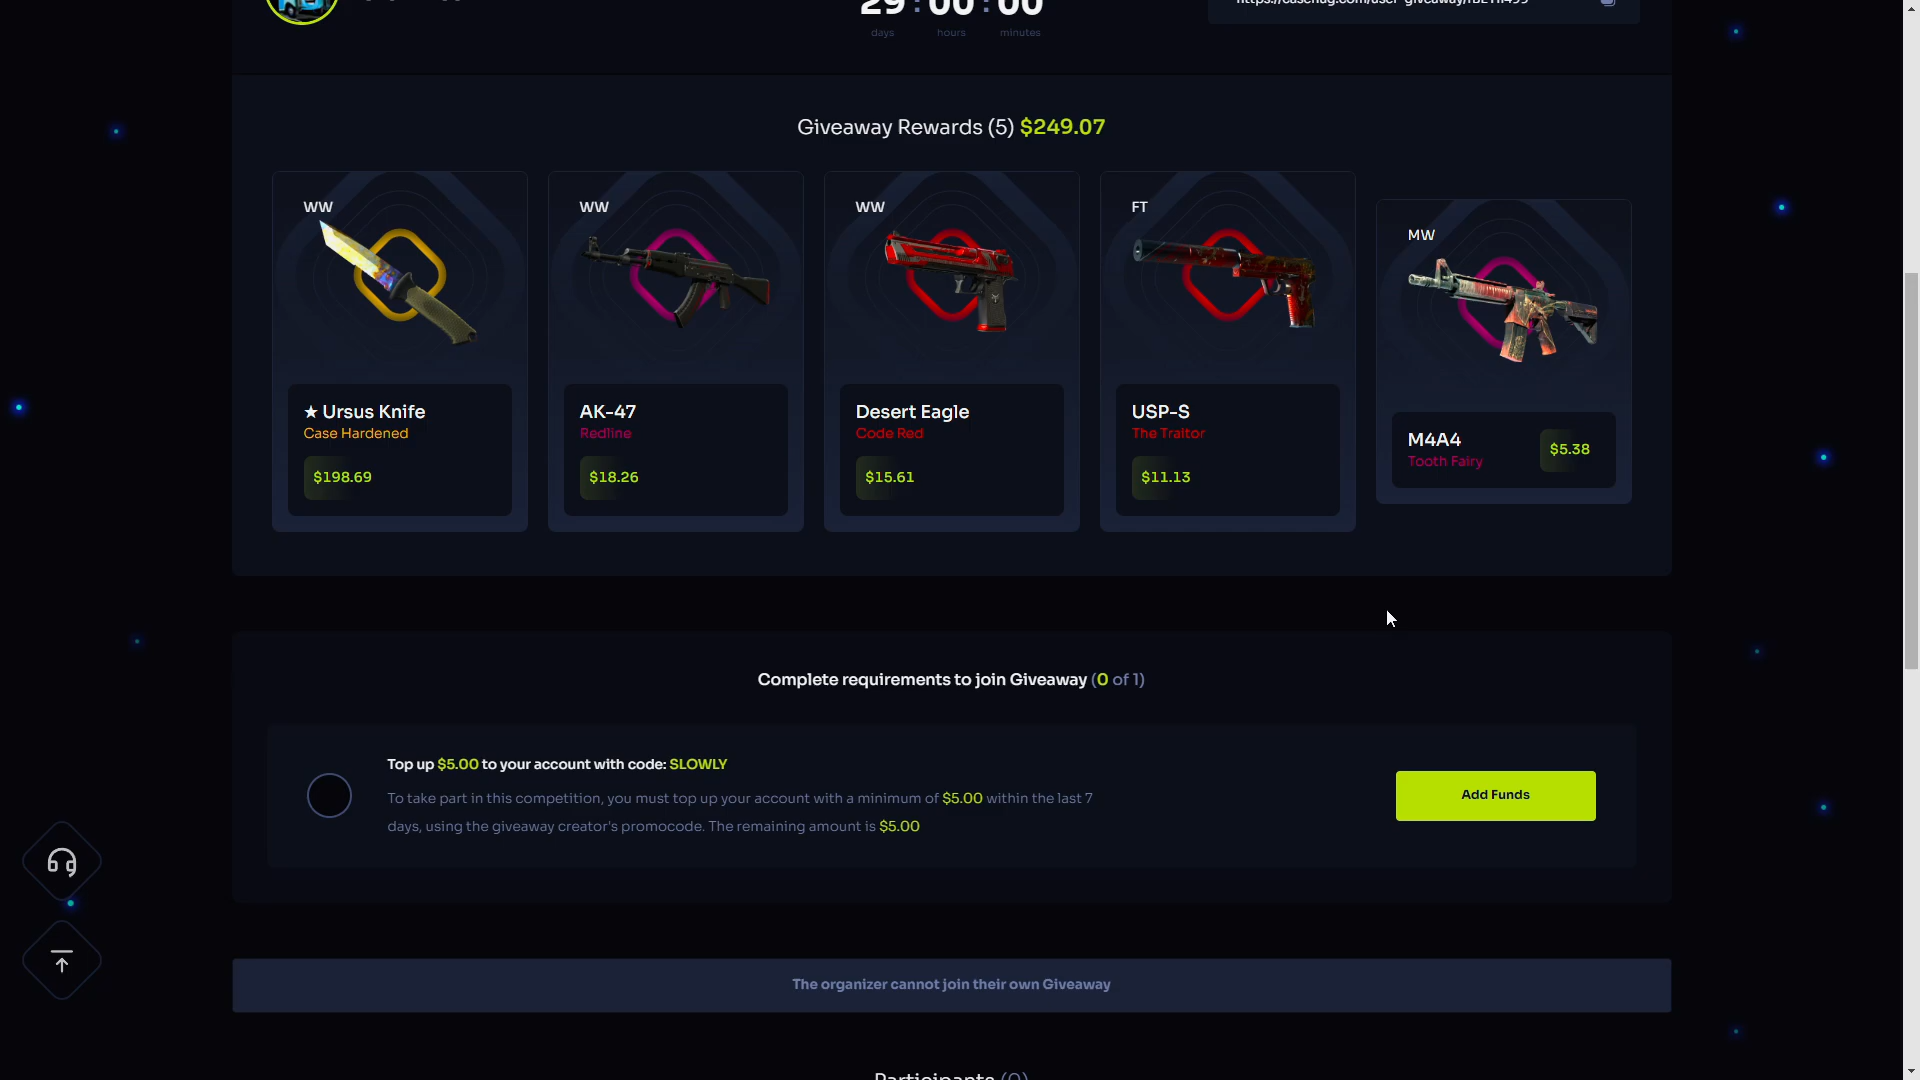 29 : 00 : 00
days hours minutes
Giveaway Rewards (5) $249.07
WW
★ Ursus Knife
Case Hardened
$198.69
WW
AK-47
Redline
$18.26
WW
Desert Eagle
Code Red
$15.61
FT
USP-S
The Traitor
$11.13
MW
M4A4
Tooth Fairy
$5.38
Complete requirements to join Giveaway (0 of 1)
Top up $5.00 to your account with code: SLOWLY
To take part in this competition, you must top up your account with a minimum of $5.00 within the last 7
days, using the giveaway creator's promocode. The remaining amount is $5.00
Add Funds
The organizer cannot join their own Giveaway
Participants (0)